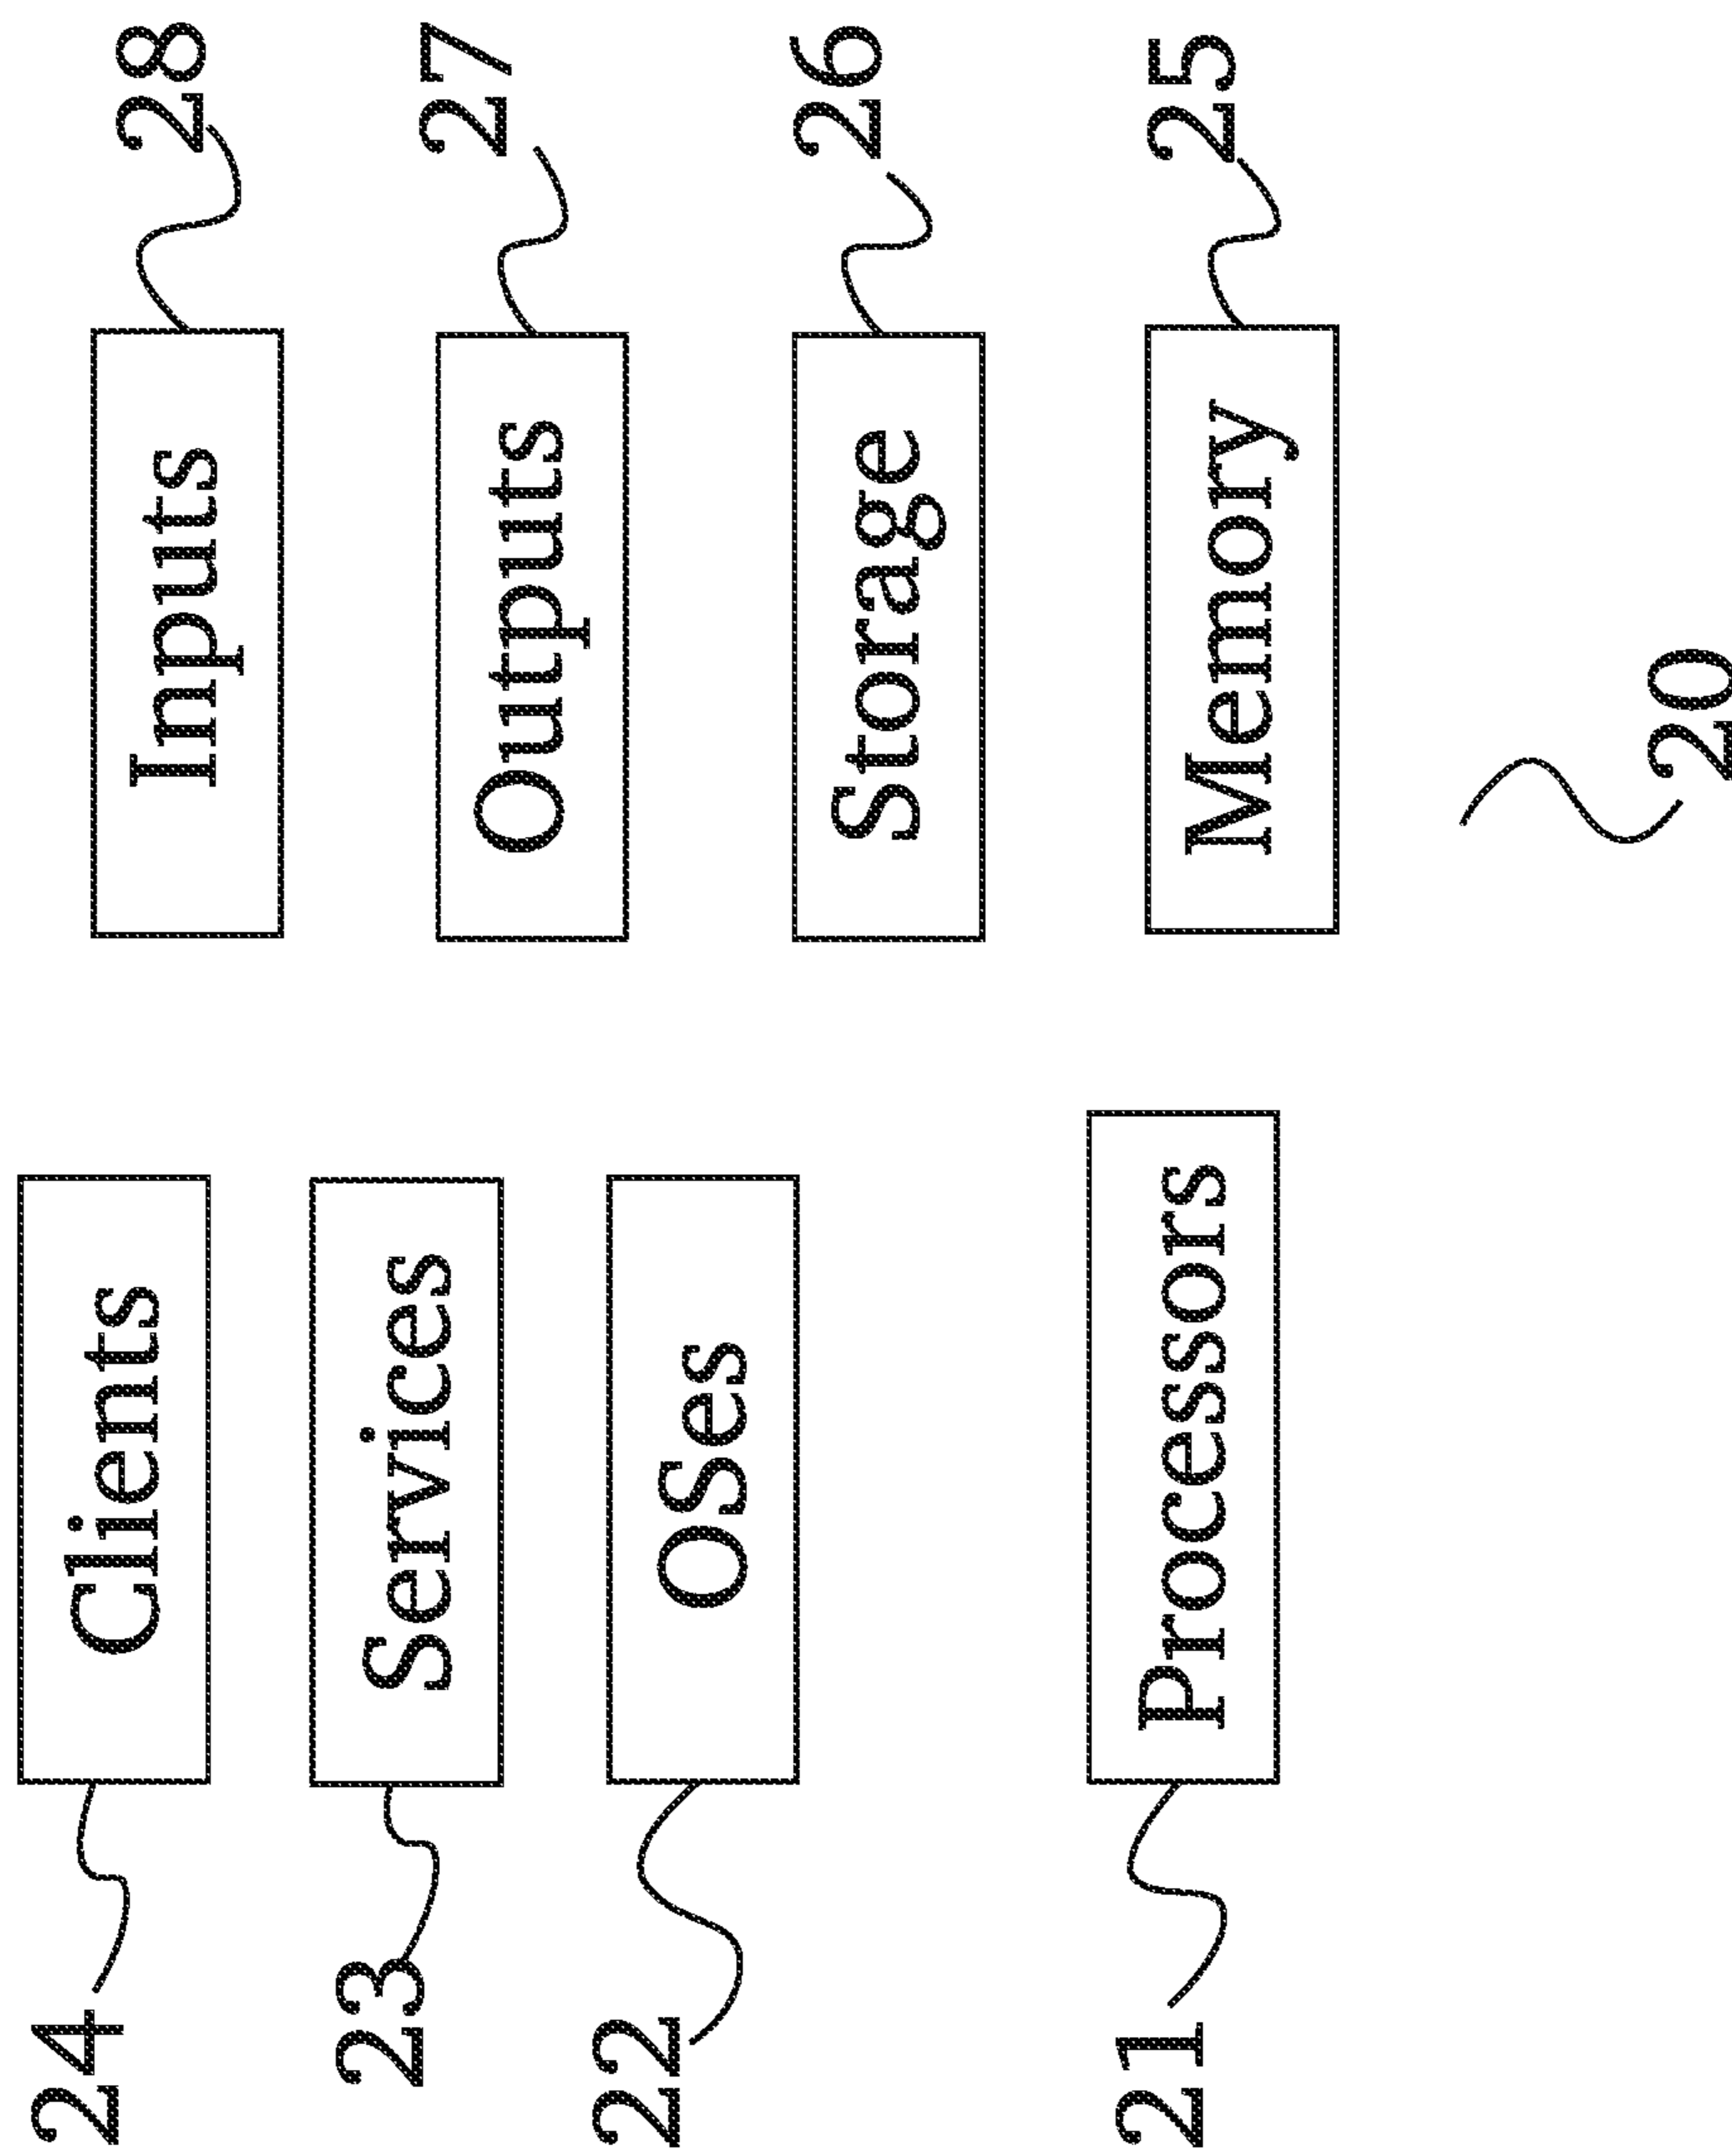 24
Clients
Inputs
28
23
Services
Outputs
27
22
OSes
Storage
26
21
Processors
Memory
25
20